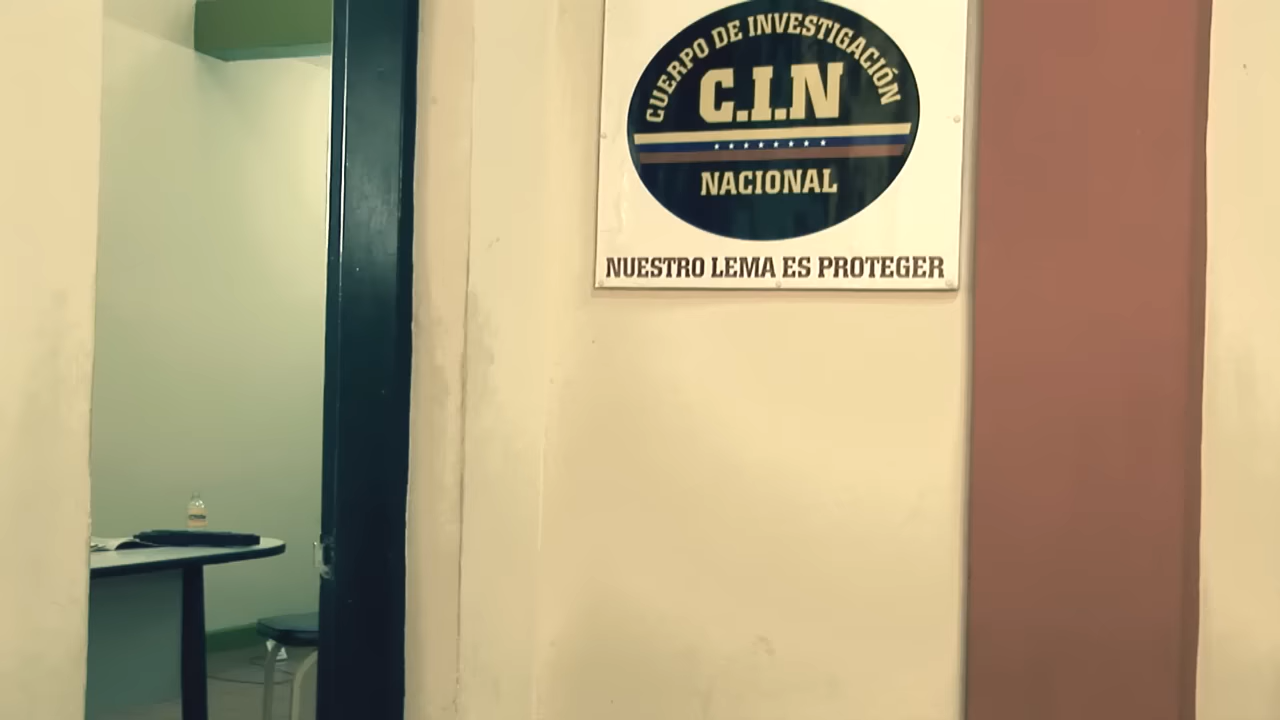 CUERPO DE INVESTIGACIÓN
C.I.N
NACIONAL
NUESTRO LEMA ES PROTEGER